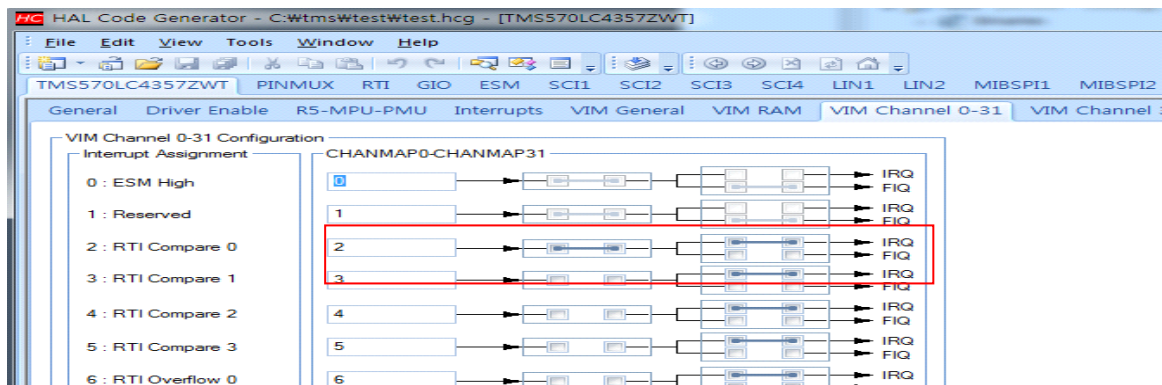 HC HAL Code Generator - C:₩tms₩test₩test.hcg - [TMS570LC4357ZWT]
File Edit View Tools Window Help
TMS570LC4357ZWT PINMUX RTI GIO ESM SCI1 SCI2 SCI3 SCI4 LIN1 LIN2 MIBSPI1 MIBSPI2
General Driver Enable R5-MPU-PMU Interrupts VIM General VIM RAM VIM Channel 0-31 VIM Channel
VIM Channel 0-31 Configuration
Interrupt Assignment CHANMAP0-CHANMAP31
0 : ESM High 0 IRQ
FIQ
1 : Reserved 1 IRQ
FIQ
2 : RTI Compare 0 2 IRQ
FIQ
3 : RTI Compare 1 3 IRQ
FIQ
4 : RTI Compare 2 4 IRQ
FIQ
5 : RTI Compare 3 5 IRQ
FIQ
6 : RTI Overflow 0 6 IRQ